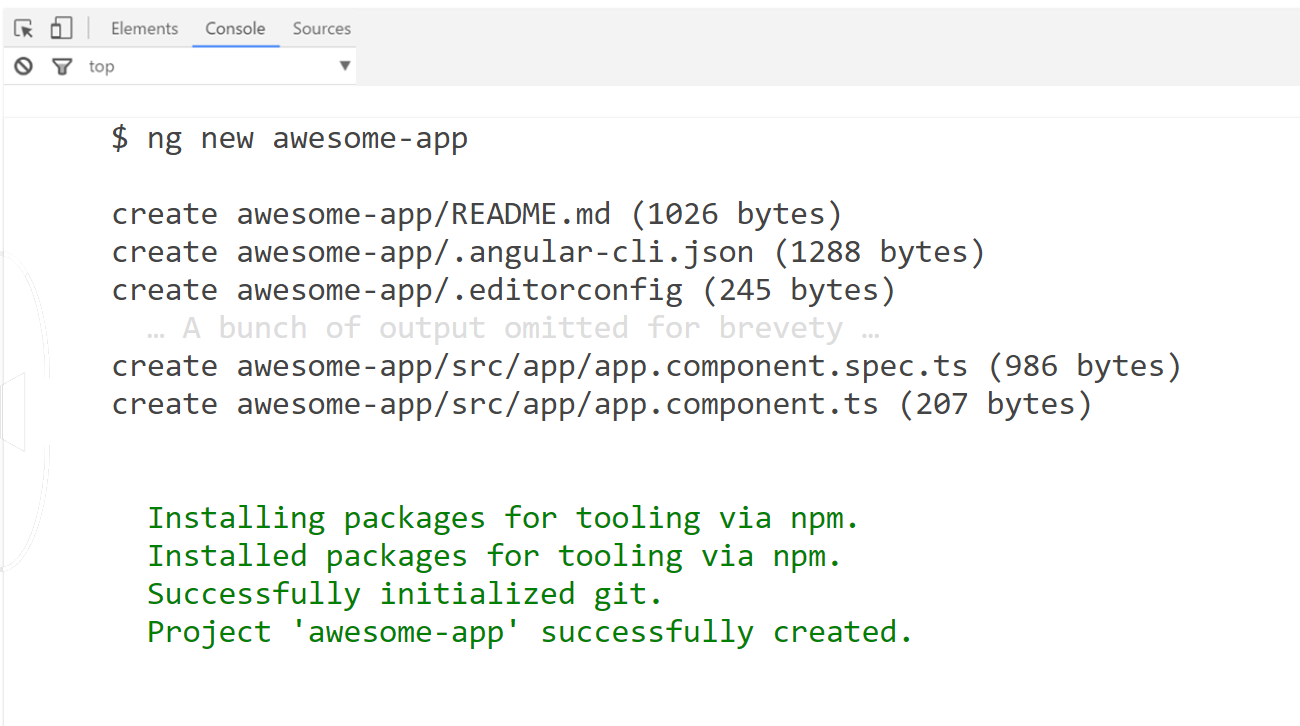 Elements Console Sources
top
$ ng new awesome-app
create awesome-app/README.md (1026 bytes)
create awesome-app/.angular-cli.json (1288 bytes)
create awesome-app/.editorconfig (245 bytes)
… A bunch of output omitted for brevety …
create awesome-app/src/app/app.component.spec.ts (986 bytes)
create awesome-app/src/app/app.component.ts (207 bytes)
Installing packages for tooling via npm.
Installed packages for tooling via npm.
Successfully initialized git.
Project 'awesome-app' successfully created.